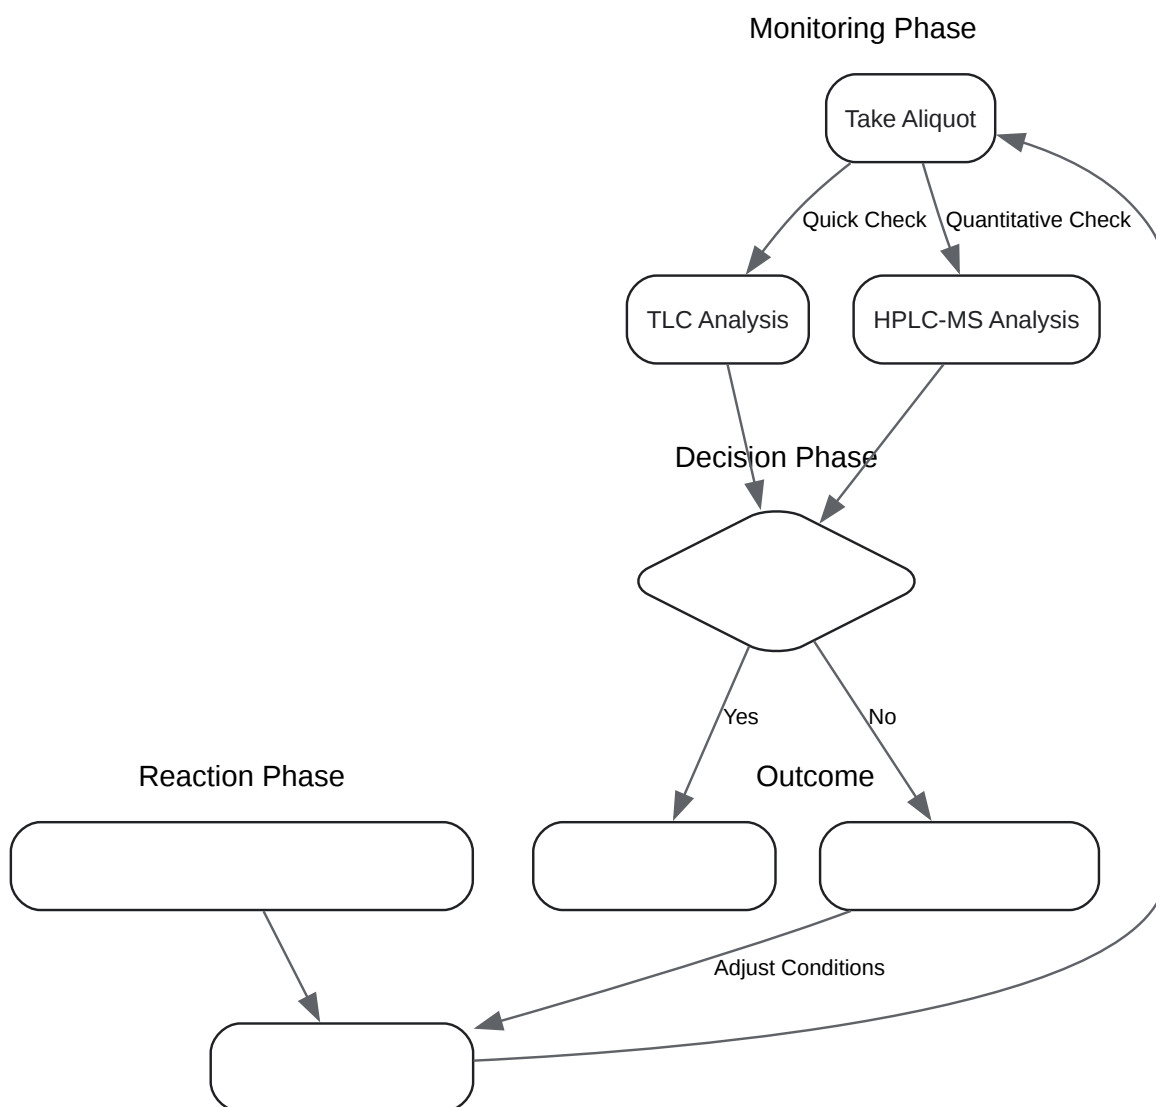 Monitoring Phase
Take Aliquot
Quick Check
Quantitative Check
TLC Analysis
HPLC-MS Analysis
Decision Phase
Yes
No
Reaction Phase
Outcome
Adjust Conditions